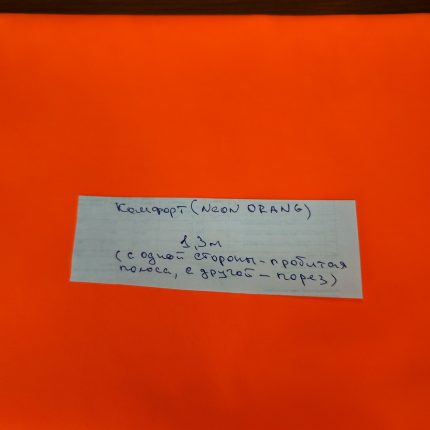 Комфорт (NEON ORANG)
1,3м
(с одной стороны - пробитая
полоса, с другой - порез)